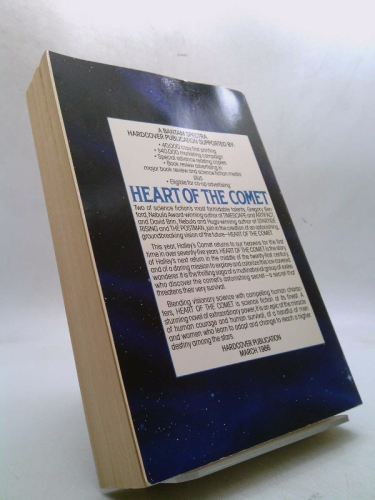 A BANTAM SPECTRA
HARDCOVER PUBLICATION SUPPORTED BY:
• 40,000 copy first printing
• $40,000 marketing campaign
• Special advance reading copies
• Book review advertising in
major book review and science fiction media
plus
• Eligible for co-op advertising
HEART OF THE COMET
Two of science fiction's most formidable talents, Gregory Ben-
ford, Nebula Award-winning author of TIMESCAPE and ARTIFACT
and David Brin, Nebula and Hugo-winning author of STARTIDE
RISING and THE POSTMAN, join in the creation of an astonishing,
groundbreaking vision of the future—HEART OF THE COMET.
This year, Halley's Comet returns to our heavens for the first
time in over seventy-five years. HEART OF THE COMET is the story
of Halley's next return in the middle of the twenty-first century,
and of a daring mission to explore and colonize this ice-covered
wanderer. It is the thrilling saga of a multinational group of exiles
who discover the comet's astonishing secret—a secret that
threatens their very survival.
Blending visionary science with compelling human charac-
ters, HEART OF THE COMET is science fiction at its finest. A
stunning novel of extraordinary power, it is an epic of the miracle
of human courage and human survival, of a handful of men
and women who learn to adapt and change to reach a higher
destiny among the stars.
HARDCOVER PUBLICATION
MARCH 1986